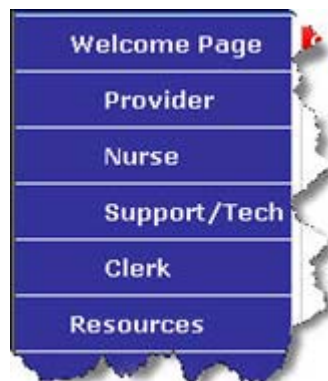 Welcome Page
Provider
Nurse
Support/Tech
Clerk
Resources